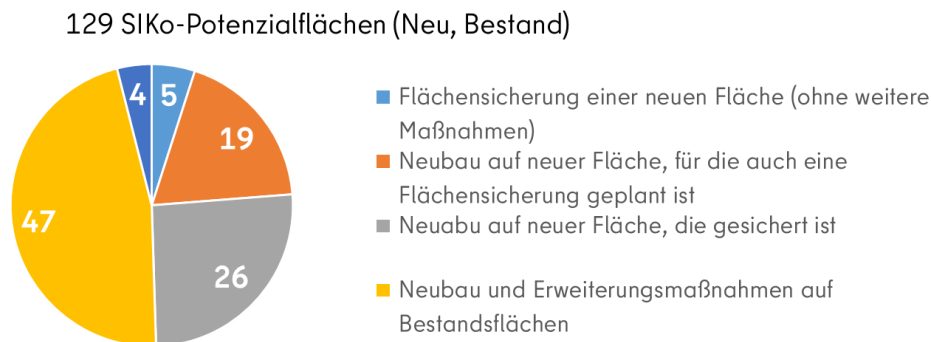 129 SIKo-Potenzialflächen (Neu, Bestand)
4
5
19
47
26
Flächensicherung einer neuen Fläche (ohne weitere
Maßnahmen)
Neubau auf neuer Fläche, für die auch eine
Flächensicherung geplant ist
Neuabu auf neuer Fläche, die gesichert ist
Neubau und Erweiterungsmaßnahmen auf
Bestandsflächen